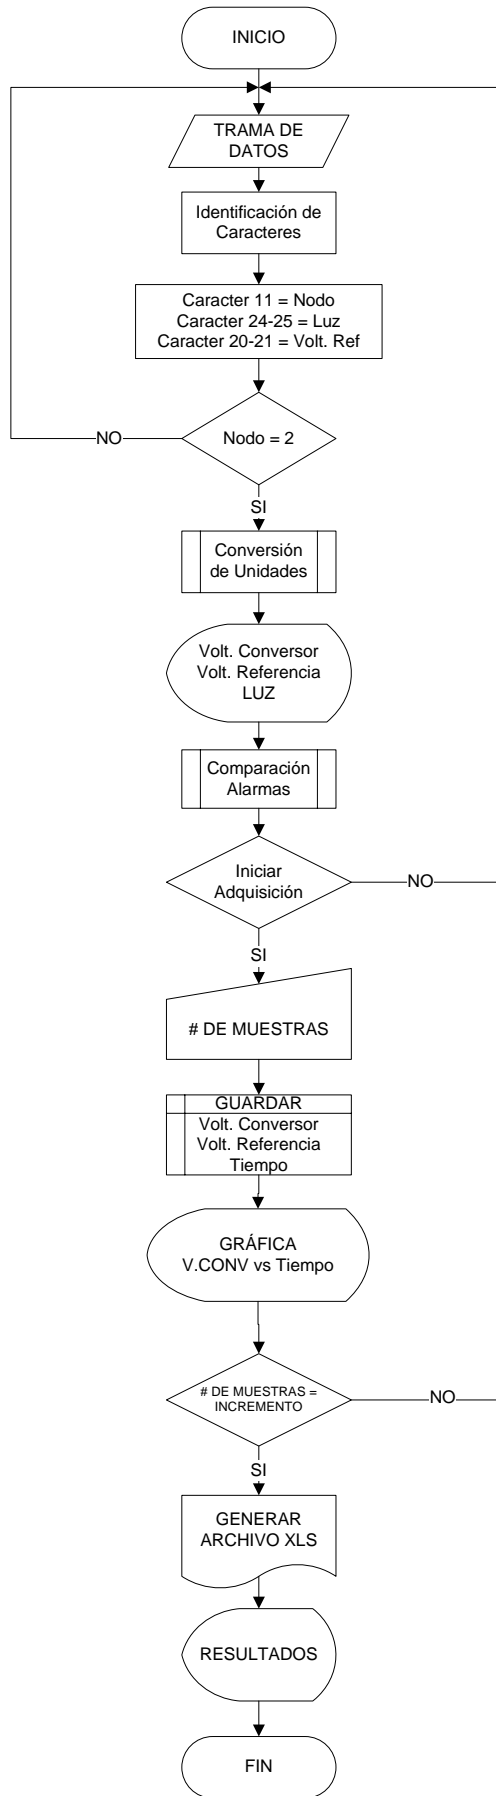 INICIO
TRAMA DE
DATOS
Identificación de
Caracteres
Caracter 11 = Nodo
Caracter 24-25 = Luz
Caracter 20-21 = Volt. Ref
NO
Nodo = 2
SI
Conversión
de Unidades
Volt. Conversor
Volt. Referencia
LUZ
Comparación
Alarmas
Iniciar
Adquisición
NO
SI
# DE MUESTRAS
GUARDAR
Volt. Conversor
Volt. Referencia
Tiempo
GRÁFICA
V.CONV vs Tiempo
# DE MUESTRAS =
INCREMENTO
NO
SI
GENERAR
ARCHIVO XLS
RESULTADOS
FIN